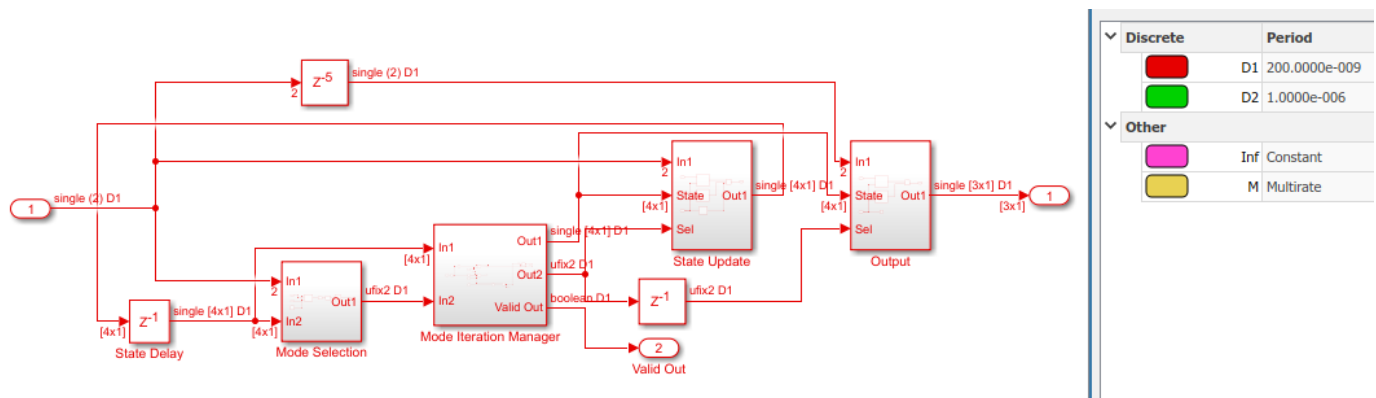 z-5
single (2) D1
2
In1
2
State
[4x1]
Sel
Out1
single [4x1] D1
State Update
In1
2
State
[4x1]
Sel
Out1
single [3x1] D1
[3x1]
1
Output
1
single (2) D1
z-1
[4x1]
single [4x1] D1
State Delay
In1
2
In2
[4x1]
Out1
ufix2 D1
Mode Selection
In1
[4x1]
In2
Out1
single [4x1] D1
Out2
ufix2 D1
Valid Out
boolean D1
Mode Iteration Manager
z-1
ufix2 D1
2
Valid Out
Discrete Period
D1 200.0000e-009
D2 1.0000e-006
Other
Inf Constant
M Multirate